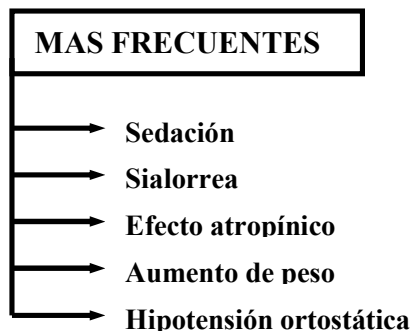 MAS FRECUENTES
Sedación
Sialorrea
Efecto atropínico
Aumento de peso
Hipotensión ortostática